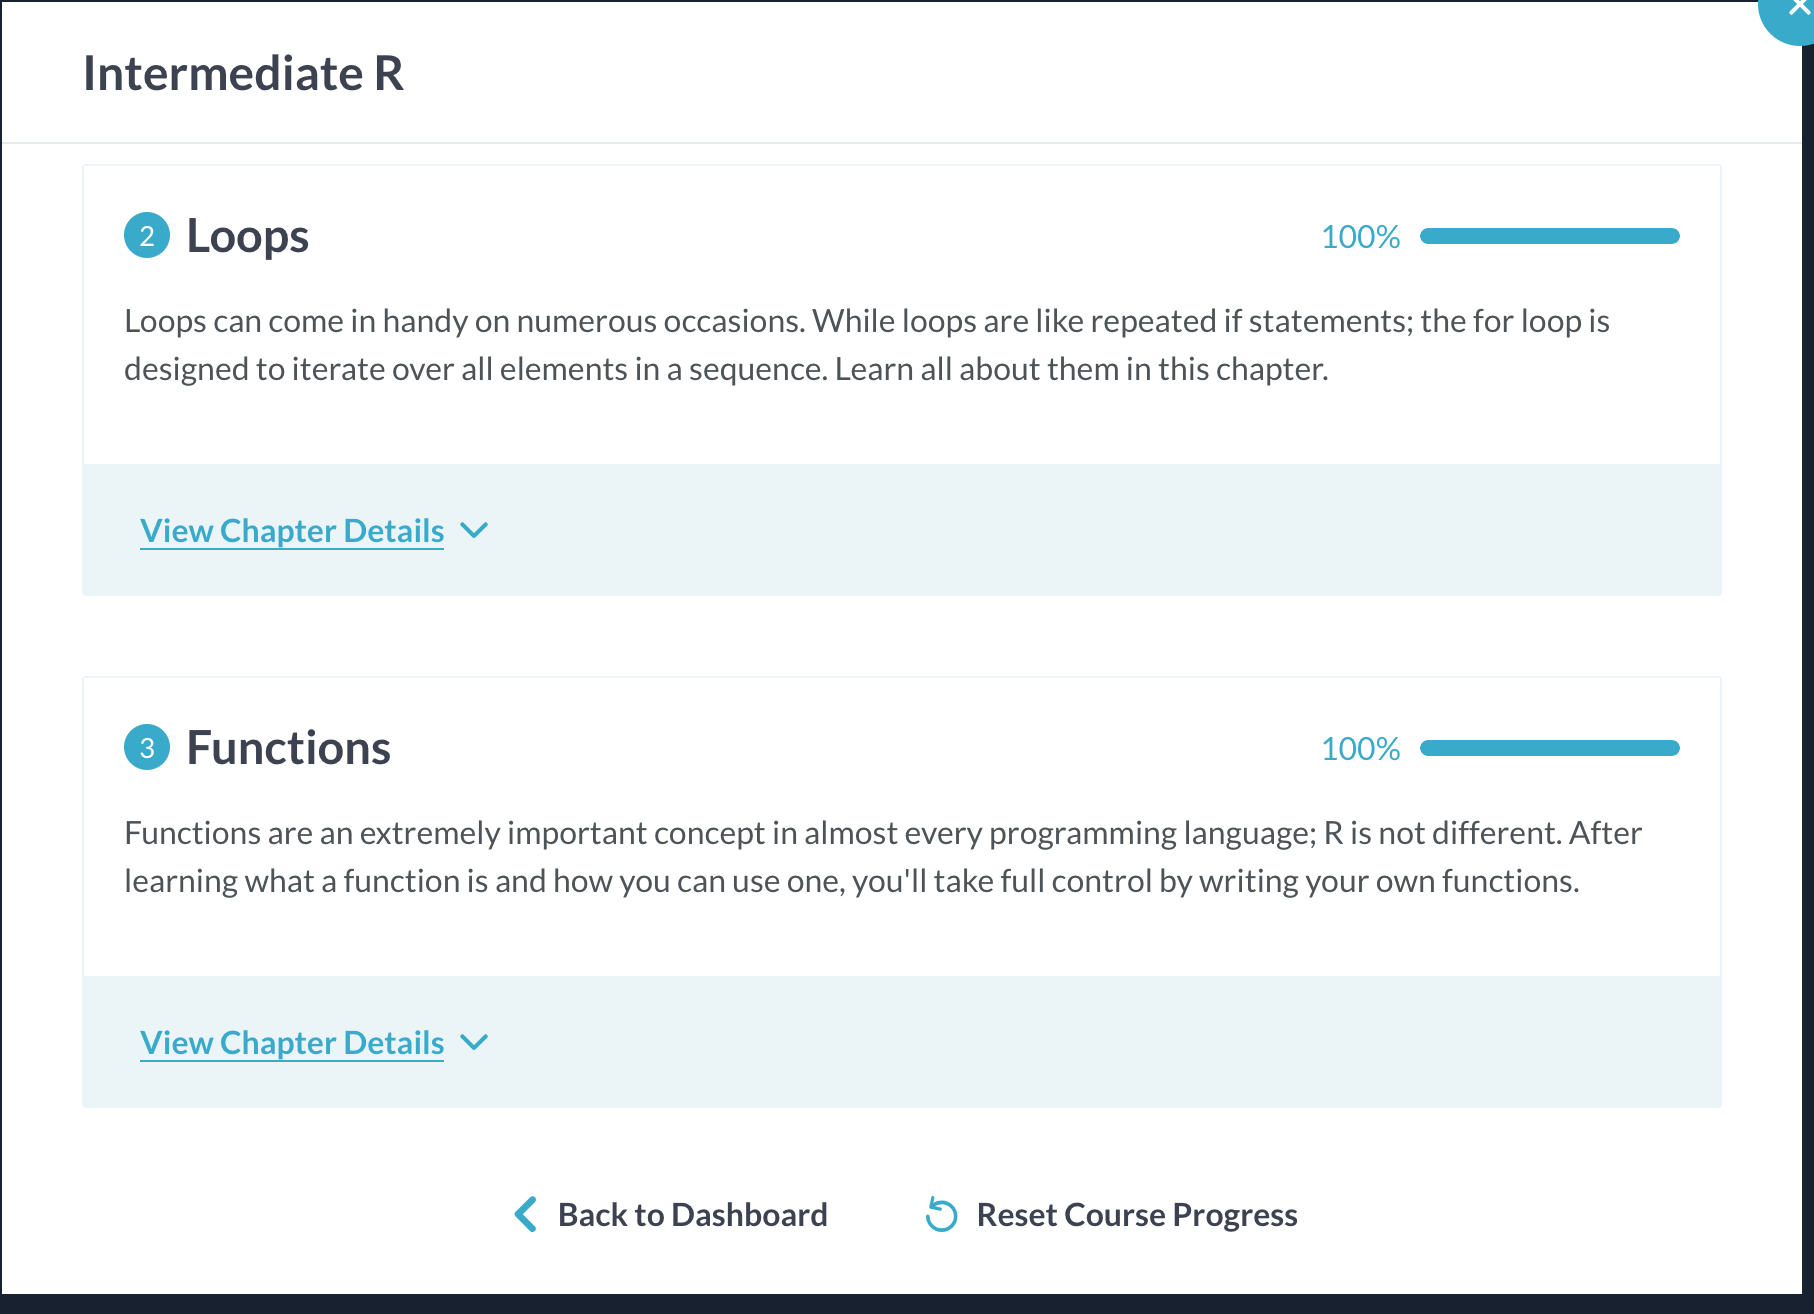 Intermediate R
2 Loops 100%
Loops can come in handy on numerous occasions. While loops are like repeated if statements; the for loop is
designed to iterate over all elements in a sequence. Learn all about them in this chapter.
View Chapter Details
3 Functions 100%
Functions are an extremely important concept in almost every programming language; R is not different. After
learning what a function is and how you can use one, you'll take full control by writing your own functions.
View Chapter Details
Back to Dashboard Reset Course Progress